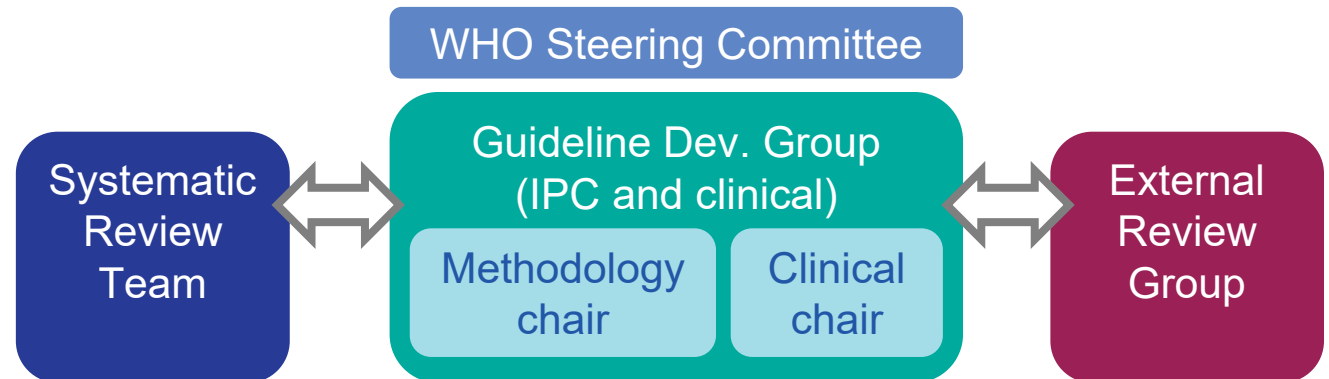 WHO Steering Committee
Systematic
Review
Team
Guideline Dev. Group
(IPC and clinical)
Methodology
chair
Clinical
chair
External
Review
Group